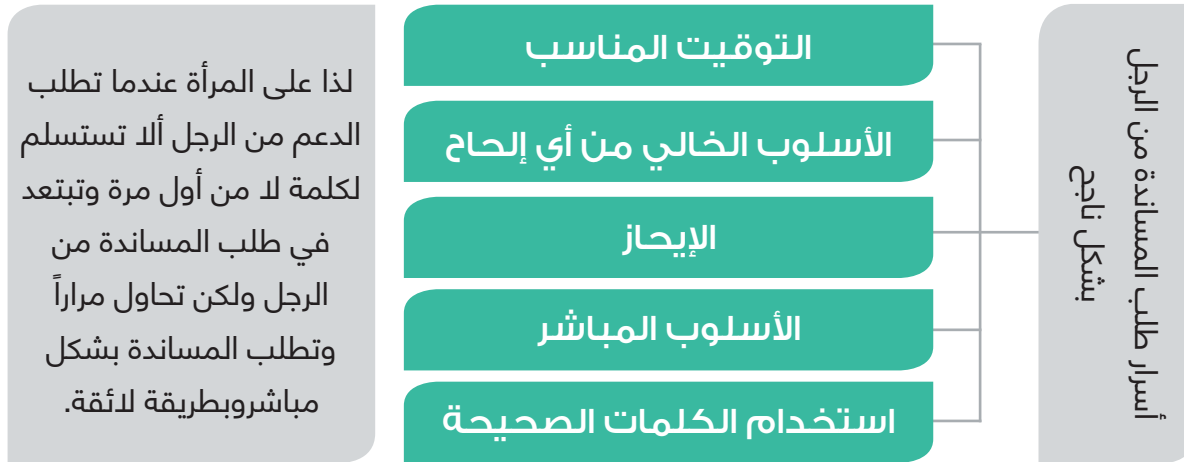 أسرار طلب المساندة من الرجل
بشكل ناجح
التوقيت المناسب
الأسلوب الخالي من أي إلحاح
الإيحاز
الأسلوب المباشر
استخدام الكلمات الصحيحة
لذا على المرأة عندما تطلب
الدعم من الرجل ألا تستسلم
لكلمة لا من أول مرة وتبتعد
في طلب المساندة من
الرجل ولكن تحاول مراراً
وتطلب المساندة بشكل
مباشروبطريقة لائقة.